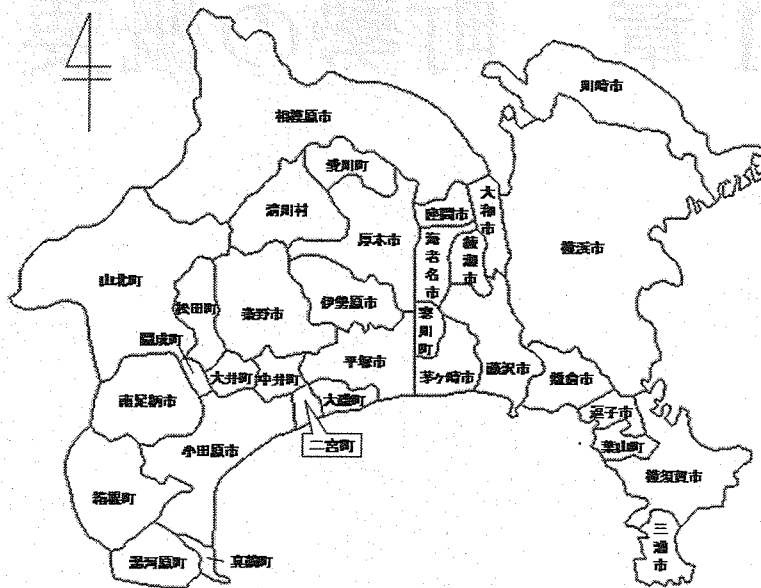 川崎市
相模原市
愛川町
清川村
座間市
大和市
厚木市
海老名市
綾瀬市
横浜市
山北町
松田町
秦野市
伊勢原市
寒川町
開成町
大井町
中井町
平塚市
茅ヶ崎市
藤沢市
鎌倉市
南足柄市
大磯町
逗子市
二宮町
葉山町
小田原市
横須賀市
箱根町
三浦市
湯河原町
真鶴町